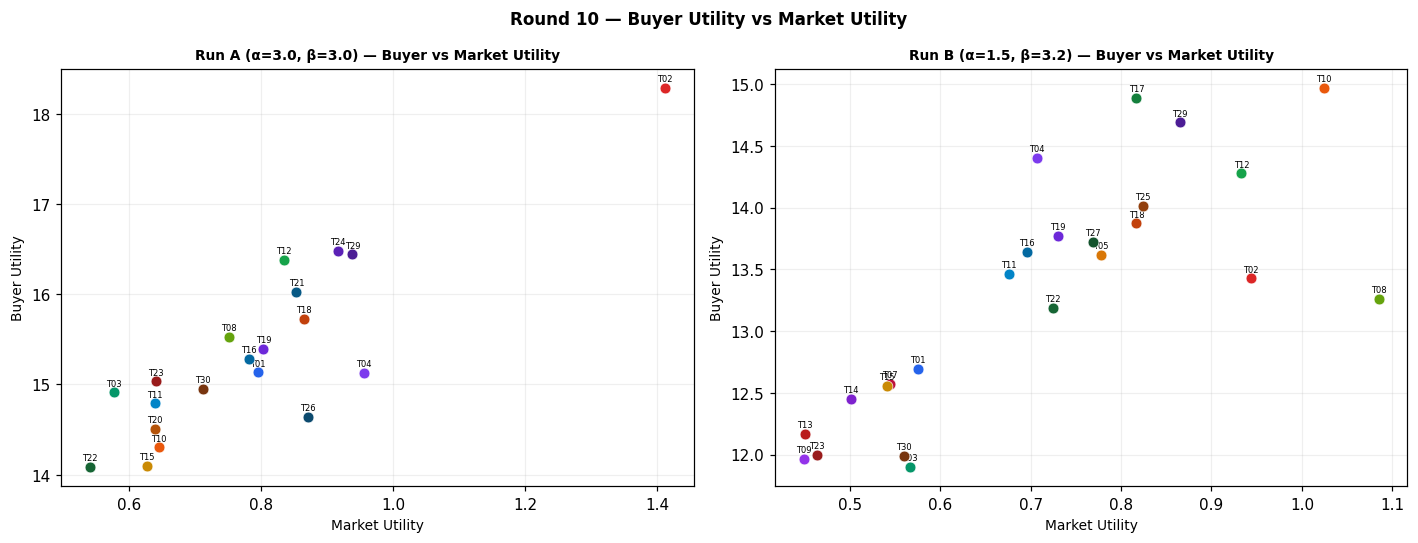 Round 10 — Buyer Utility vs Market Utility
Run A (α=3.0, β=3.0) — Buyer vs Market Utility
Buyer Utility
18
17
16
15
14
T02
T24
T29
T12
T21
T18
T08
T19
T16
T01
T04
T23
T03
T30
T11
T26
T20
T10
T15
T22
0.6
0.8
1.0
1.2
1.4
Market Utility
Run B (α=1.5, β=3.2) — Buyer vs Market Utility
Buyer Utility
15.0
14.5
14.0
13.5
13.0
12.5
12.0
T10
T17
T29
T04
T12
T25
T18
T19
T27
T05
T16
T11
T02
T08
T22
T01
T07
T15
T14
T13
T23
T09
T30
T03
0.5
0.6
0.7
0.8
0.9
1.0
1.1
Market Utility